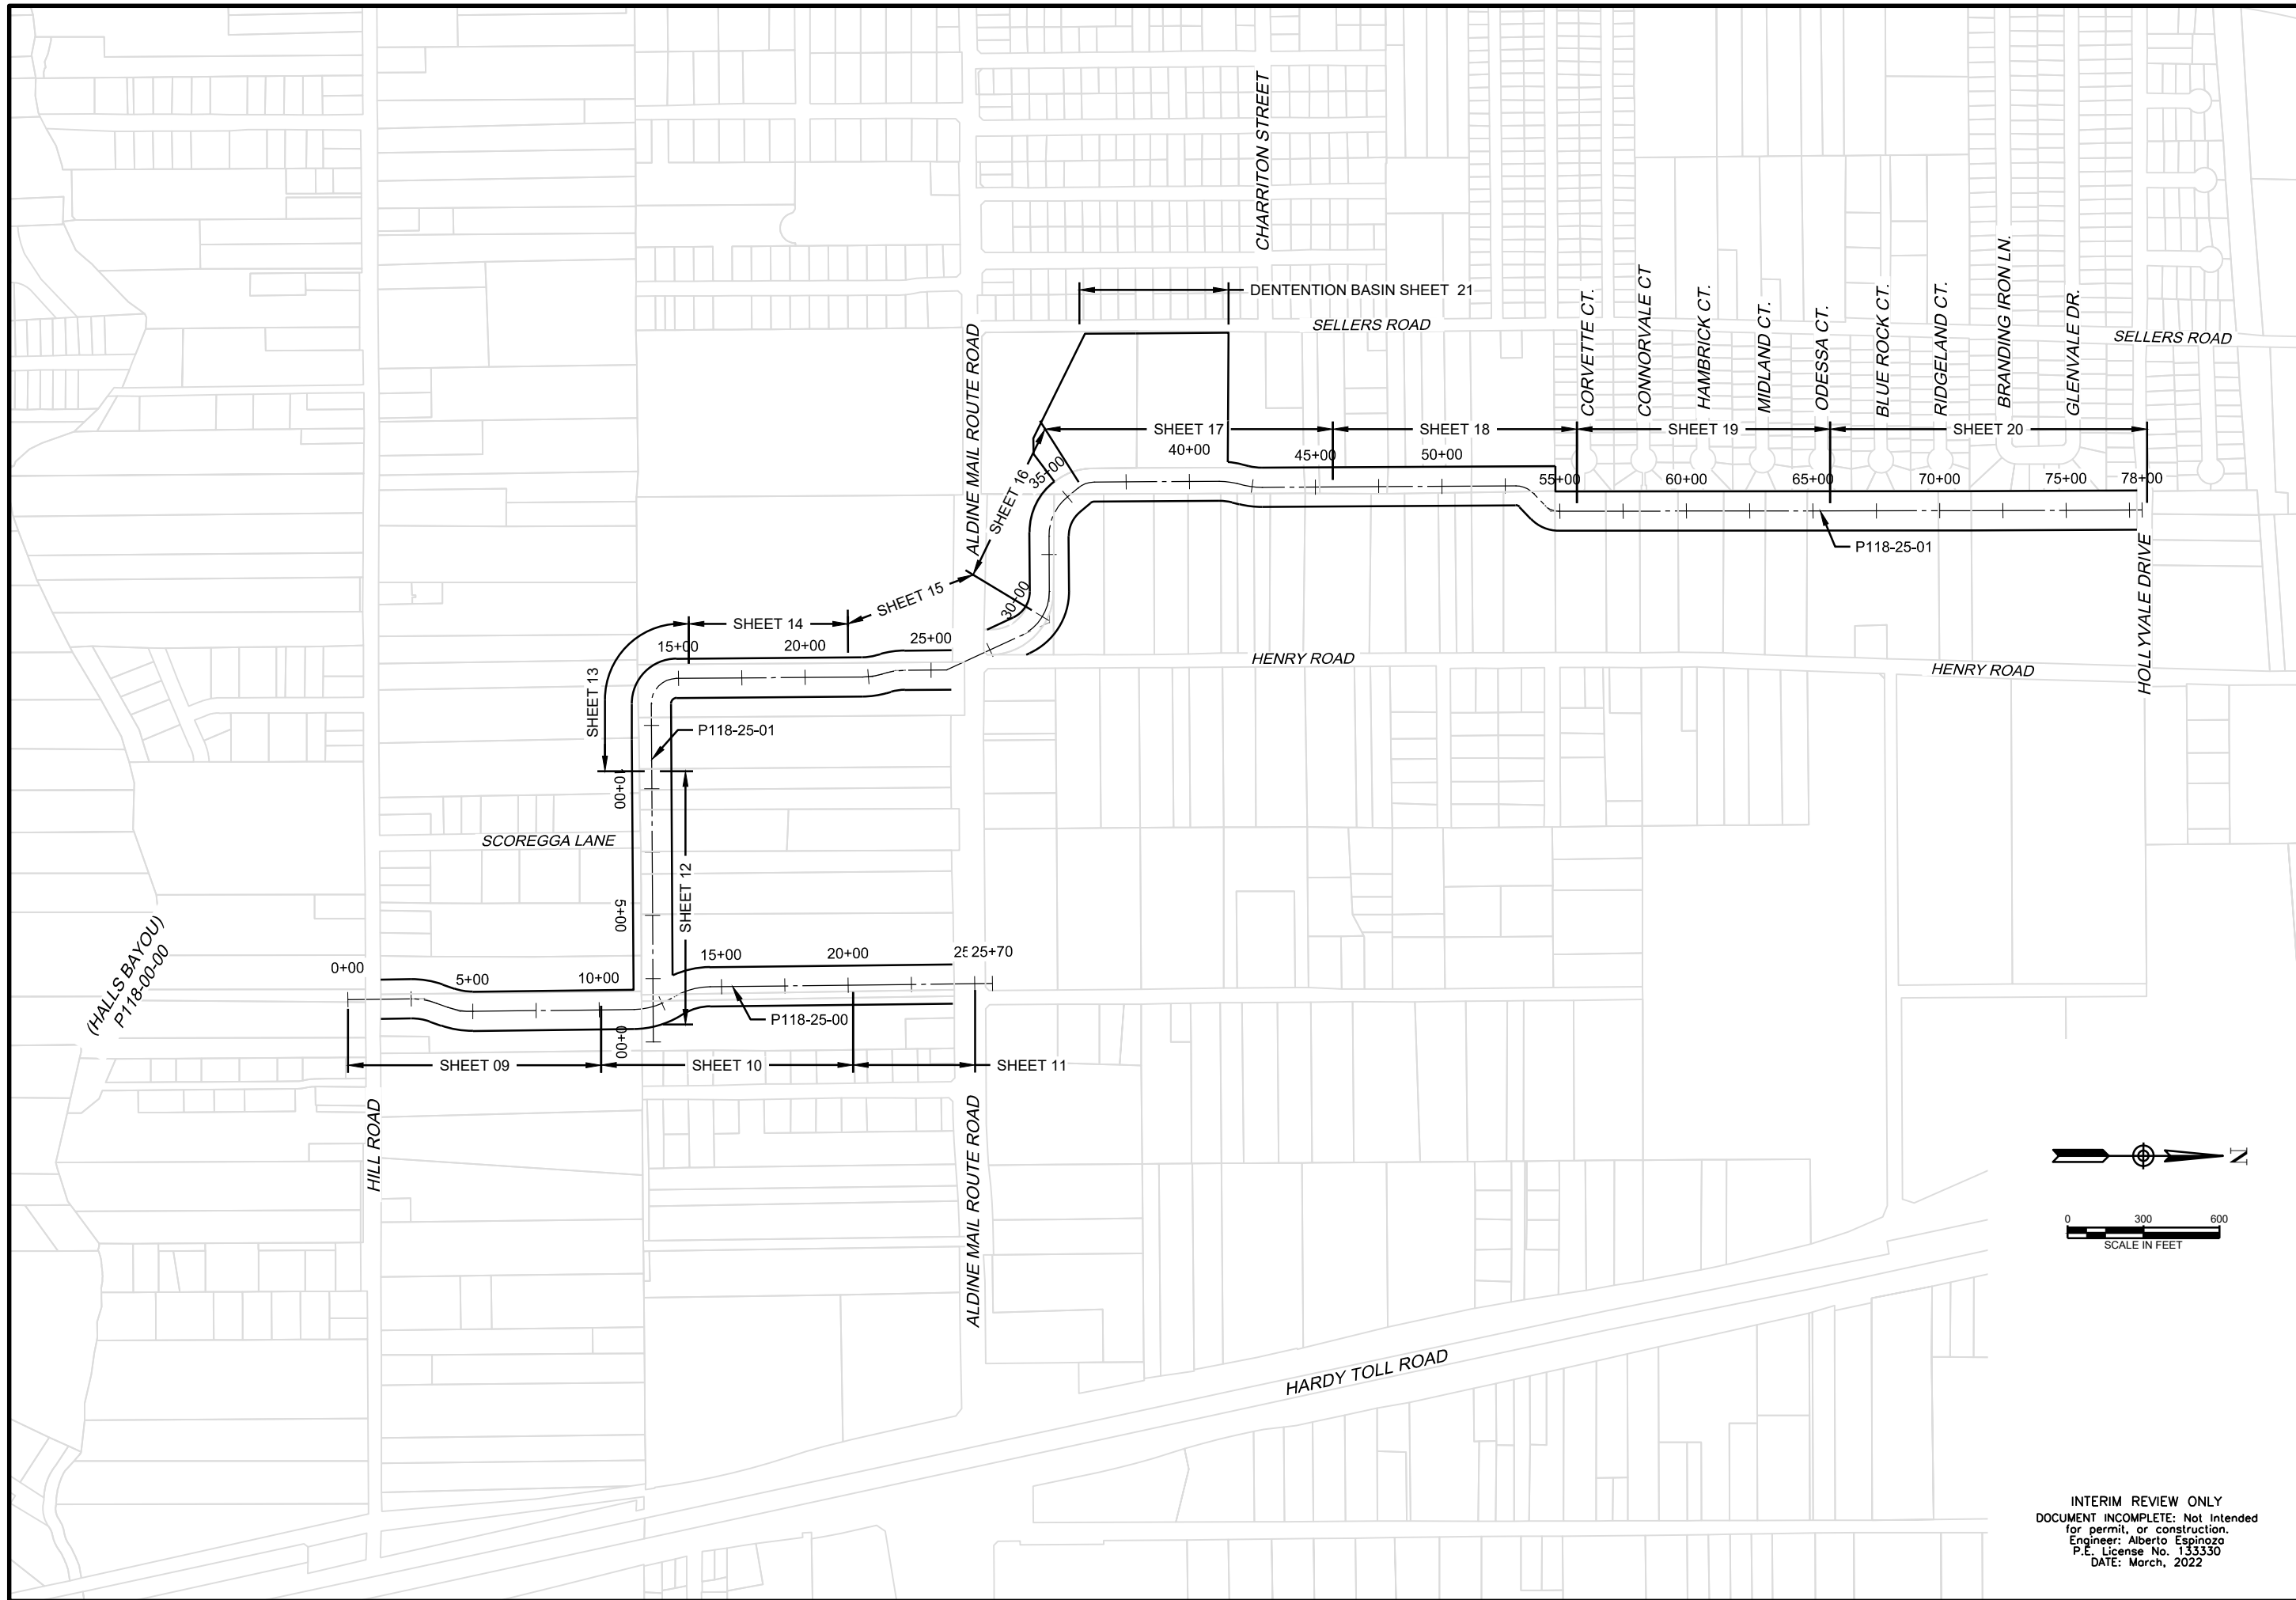 CHARRITON STREET
DENTENTION BASIN SHEET 21
SELLERS ROAD
SELLERS ROAD
ALDINE MAIL ROUTE ROAD
CORVETTE CT.
CONNORVALE CT
HAMBRICK CT.
MIDLAND CT.
ODESSA CT.
BLUE ROCK CT.
RIDGELAND CT.
BRANDING IRON LN.
GLENVALE DR.
SHEET 17
SHEET 18
SHEET 19
SHEET 20
35+00
40+00
45+00
50+00
55+00
60+00
65+00
70+00
75+00
78+00
SHEET 16
P118-25-01
HOLLYVALE DRIVE
SHEET 15
30+00
SHEET 14
15+00
20+00
25+00
HENRY ROAD
HENRY ROAD
SHEET 13
P118-25-01
10+00
SCOREGGA LANE
SHEET 12
5+00
(HALLS BAYOU)
P118-00-00
0+00
5+00
10+00
15+00
20+00
25+70
P118-25-00
0+00
SHEET 09
SHEET 10
SHEET 11
HILL ROAD
ALDINE MAIL ROUTE ROAD
HARDY TOLL ROAD
N
0 300 600
SCALE IN FEET
INTERIM REVIEW ONLY
DOCUMENT INCOMPLETE: Not Intended
for permit, or construction.
Engineer: Alberto Espinoza
P.E. License No. 133330
DATE: March, 2022